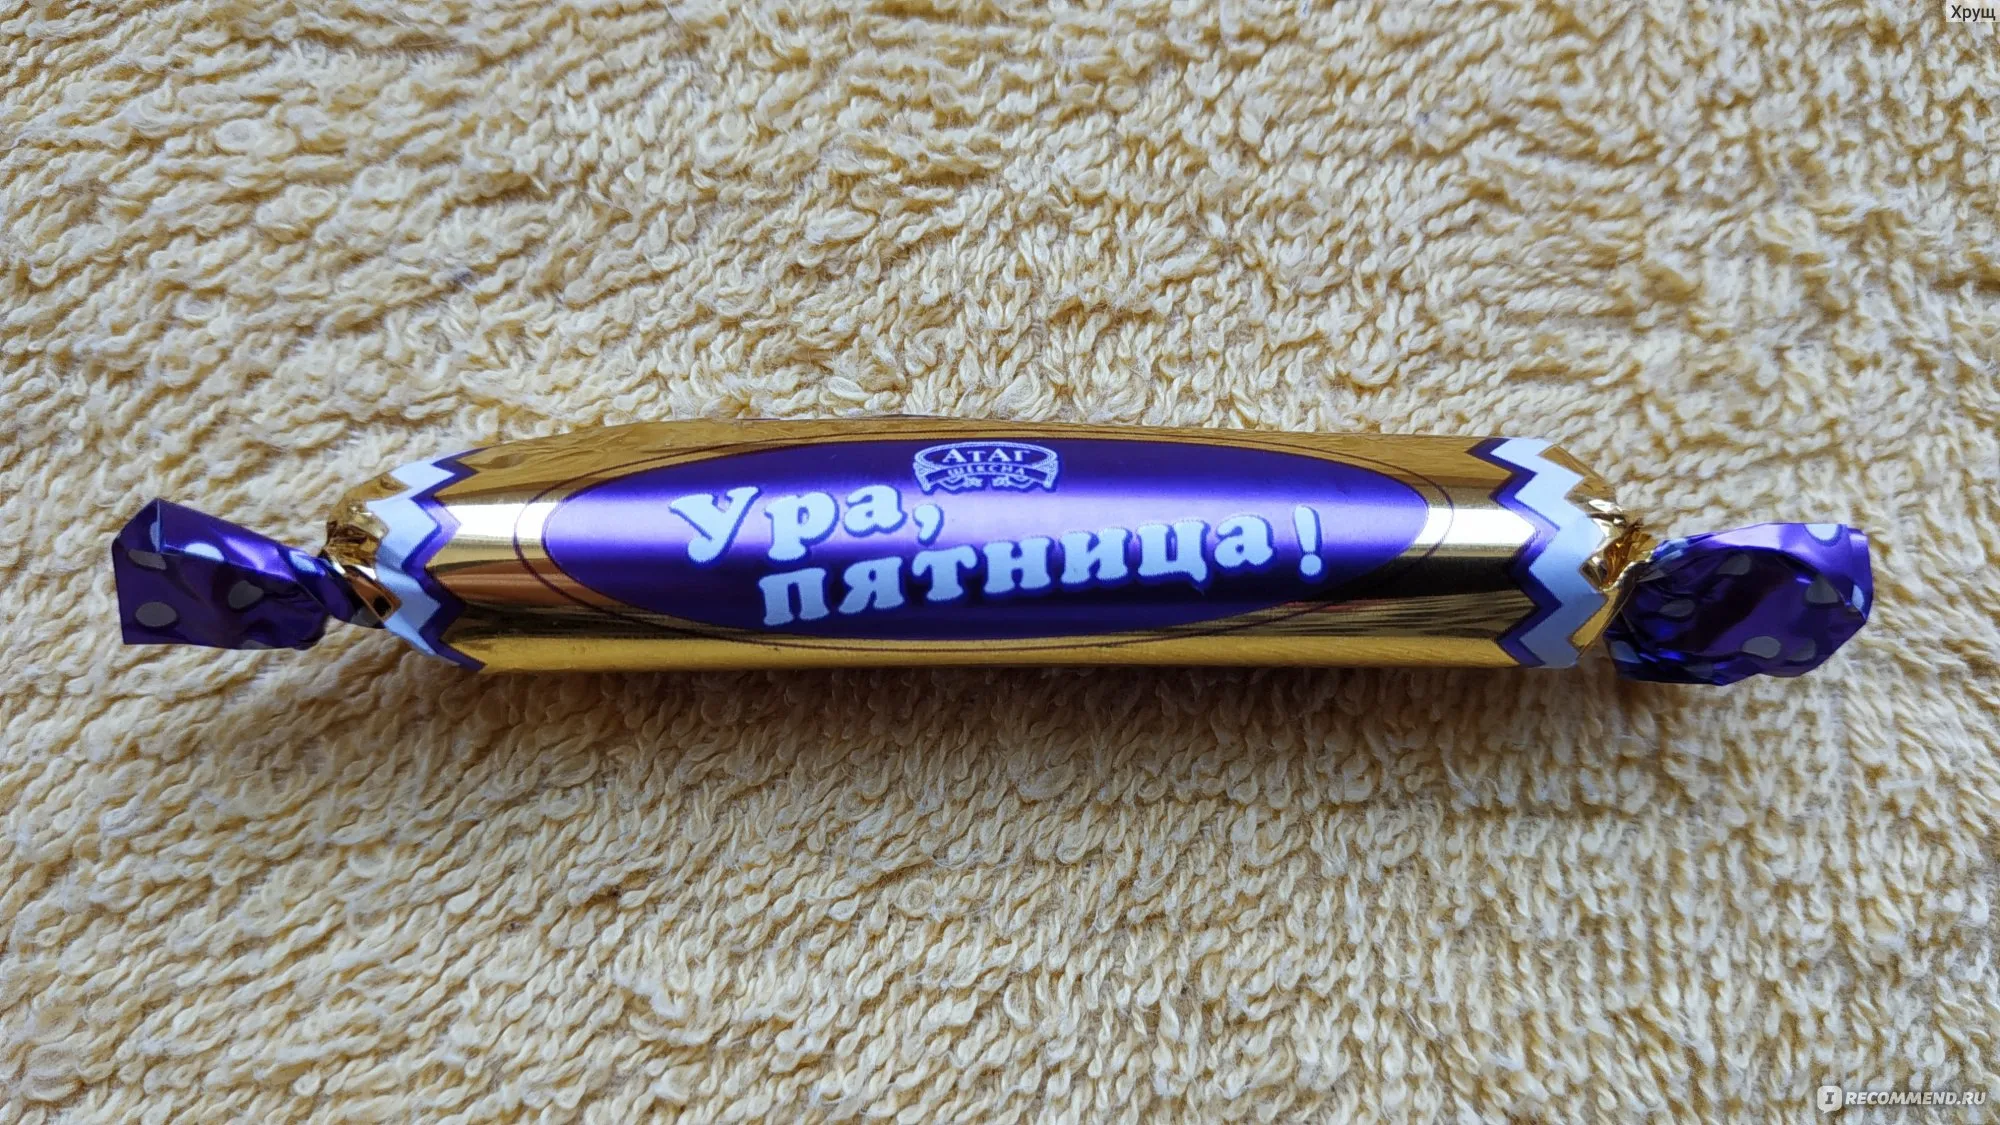 Хрущ
АтАг
ШЕКСНА
Ура,
пятница!
IRECOMMEND.RU